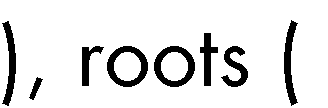 ), roots (